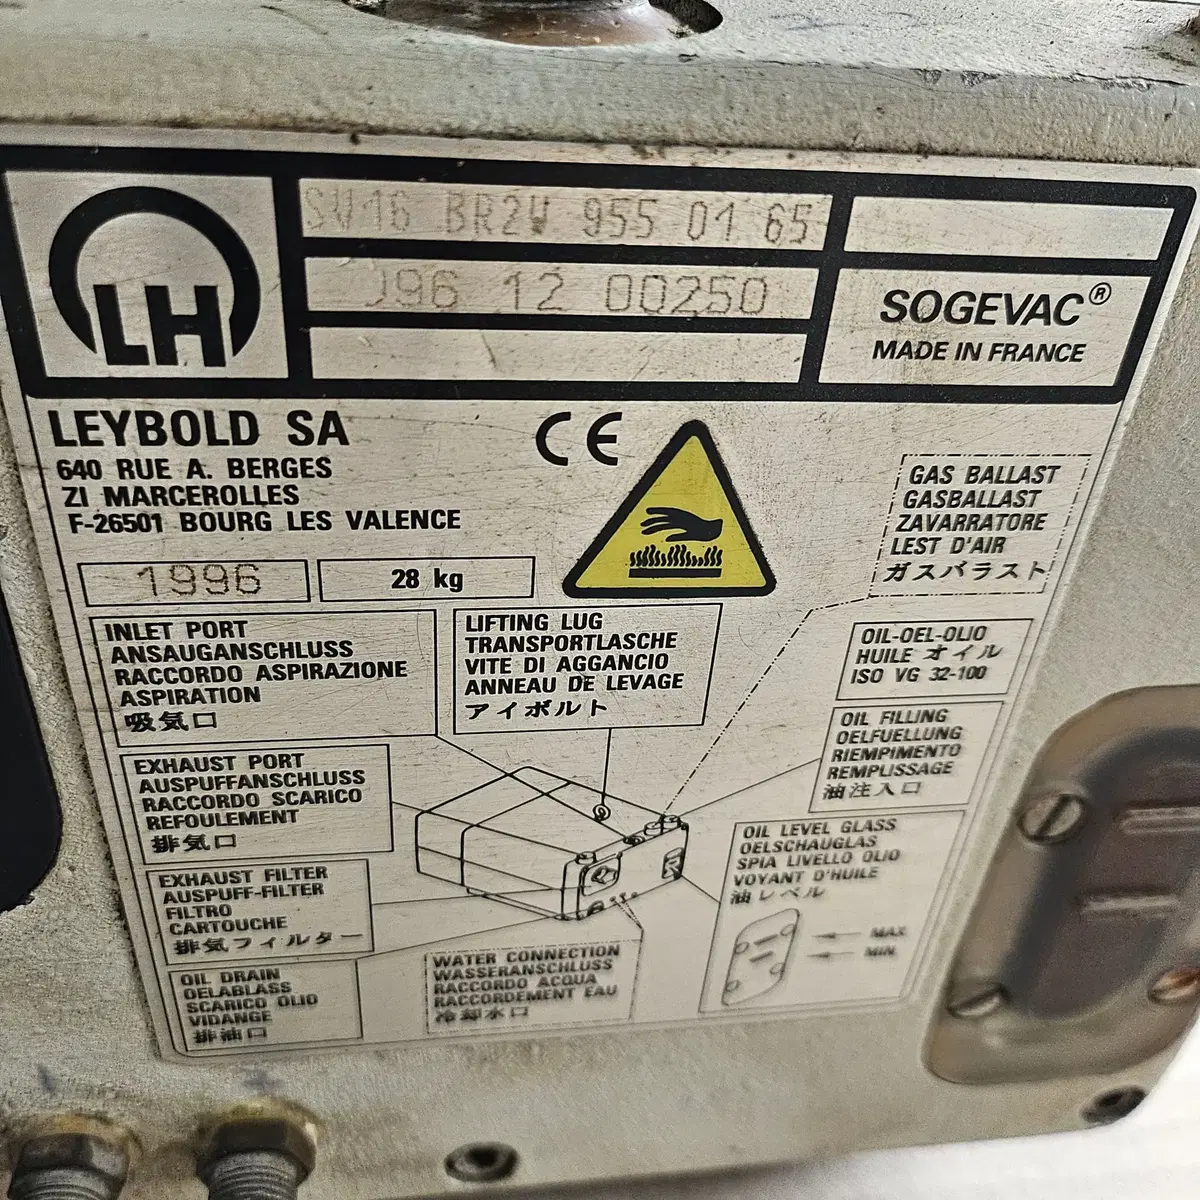 LH
SV16 BR2W 955 01 65
J96 12 00250
SOGEVAC®
MADE IN FRANCE
LEYBOLD SA
640 RUE A. BERGES
ZI MARCEROLLES
F-26501 BOURG LES VALENCE
CE
1996
28 kg
GAS BALLAST
GASBALLAST
ZAVARRATORE
LEST D'AIR
ガスバラスト
INLET PORT
ANSAUGANSCHLUSS
RACCORDO ASPIRAZIONE
ASPIRATION
吸気口
LIFTING LUG
TRANSPORTLASCHE
VITE DI AGGANCIO
ANNEAU DE LEVAGE
アイボルト
OIL-OEL-OLIO
HUILE オイル
ISO VG 32-100
OIL FILLING
OELFUELLUNG
RIEMPIMENTO
REMPLISSAGE
油注入口
EXHAUST PORT
AUSPUFFANSCHLUSS
RACCORDO SCARICO
REFOULEMENT
排気口
OIL LEVEL GLASS
OELSCHAUGLAS
SPIA LIVELLO OLIO
VOYANT D'HUILE
油レベル
MAX
MIN
EXHAUST FILTER
AUSPUFF-FILTER
FILTRO
CARTOUCHE
排気フィルター
WATER CONNECTION
WASSERANSCHLUSS
RACCORDO ACQUA
RACCORDEMENT EAU
冷却水口
OIL DRAIN
OELABLASS
SCARICO OLIO
VIDANGE
排油口